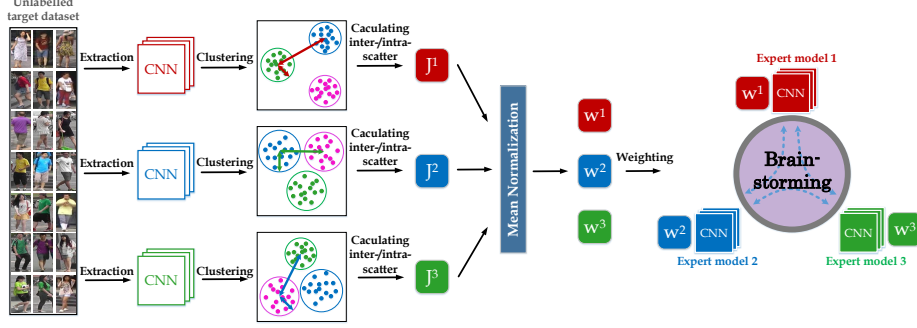 Unlabelled
target dataset
Extraction
CNN
Clustering
Caculating
inter-/intra-
scatter
J¹
Extraction
CNN
Clustering
Caculating
inter-/intra-
scatter
J²
Extraction
CNN
Clustering
Caculating
inter-/intra-
scatter
J³
Mean Normalization
w¹
w²
w³
Weighting
Expert model 1
w¹
CNN
Brain-
storming
w²
CNN
Expert model 2
CNN
w³
Expert model 3